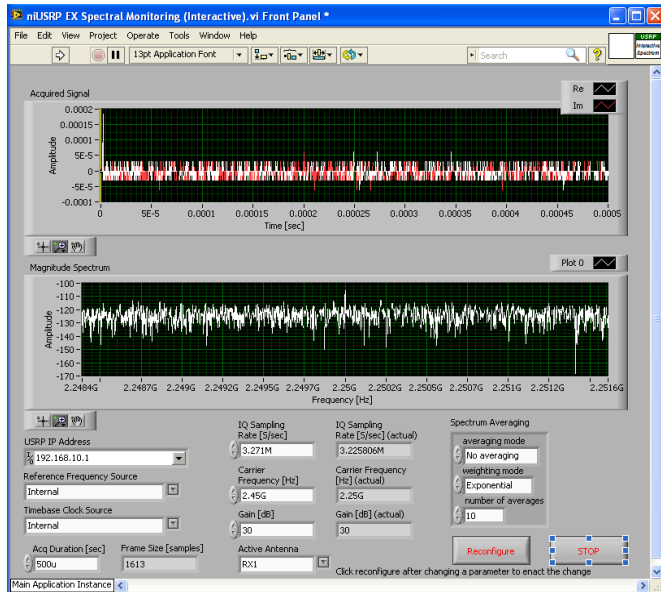 niUSRP EX Spectral Monitoring (Interactive).vi Front Panel *
File Edit View Project Operate Tools Window Help
13pt Application Font
Search
USRP
Interactive
Spectrum
Acquired Signal
Re
Im
0.0002
0.00015
0.0001
5E-5
0
-5E-5
-0.0001
Amplitude
0 5E-5 0.0001 0.00015 0.0002 0.00025 0.0003 0.00035 0.0004 0.00045 0.0005
Time [sec]
Magnitude Spectrum
Plot 0
-100
-110
-120
-130
-140
-150
-160
-170
Amplitude
2.2484G 2.2487G 2.249G 2.2492G 2.2495G 2.2497G 2.25G 2.2502G 2.2505G 2.2507G 2.251G 2.2512G 2.2516G
Frequency [Hz]
USRP IP Address
192.168.10.1
Reference Frequency Source
Internal
Timebase Clock Source
Internal
Acq Duration [sec]
500u
Frame Size [samples]
1613
IQ Sampling
Rate [S/sec]
3.271M
Carrier
Frequency [Hz]
2.45G
Gain [dB]
30
Active Antenna
RX1
IQ Sampling
Rate [S/sec] (actual)
3.225806M
Carrier Frequency
[Hz] (actual)
2.25G
Gain [dB] (actual)
30
Spectrum Averaging
averaging mode
No averaging
weighting mode
Exponential
number of averages
10
Reconfigure
STOP
Click reconfigure after changing a parameter to enact the change
Main Application Instance